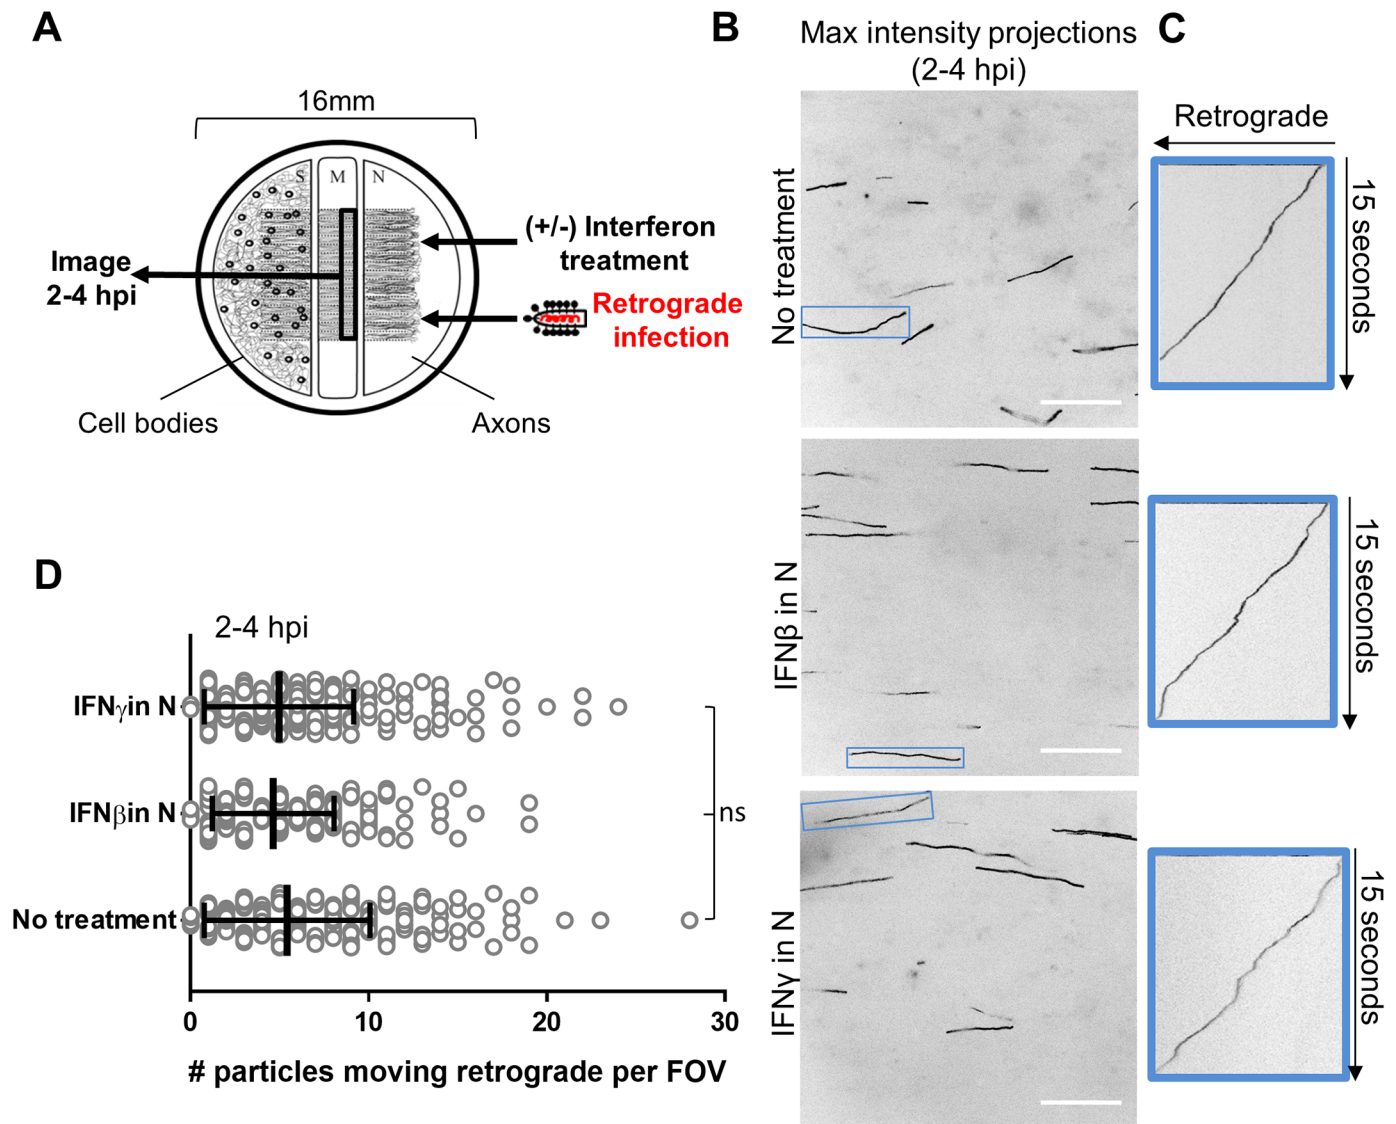 A
16mm
S
M
N
(+/-) Interferon
treatment
Image
2-4 hpi
Retrograde
infection
Cell bodies
Axons
B
Max intensity projections
(2-4 hpi)
No treatment
IFNβ in N
IFNγ in N
C
Retrograde
15 seconds
15 seconds
15 seconds
D
2-4 hpi
IFNγin N
IFNβin N
No treatment
ns
0
10
20
30
# particles moving retrograde per FOV